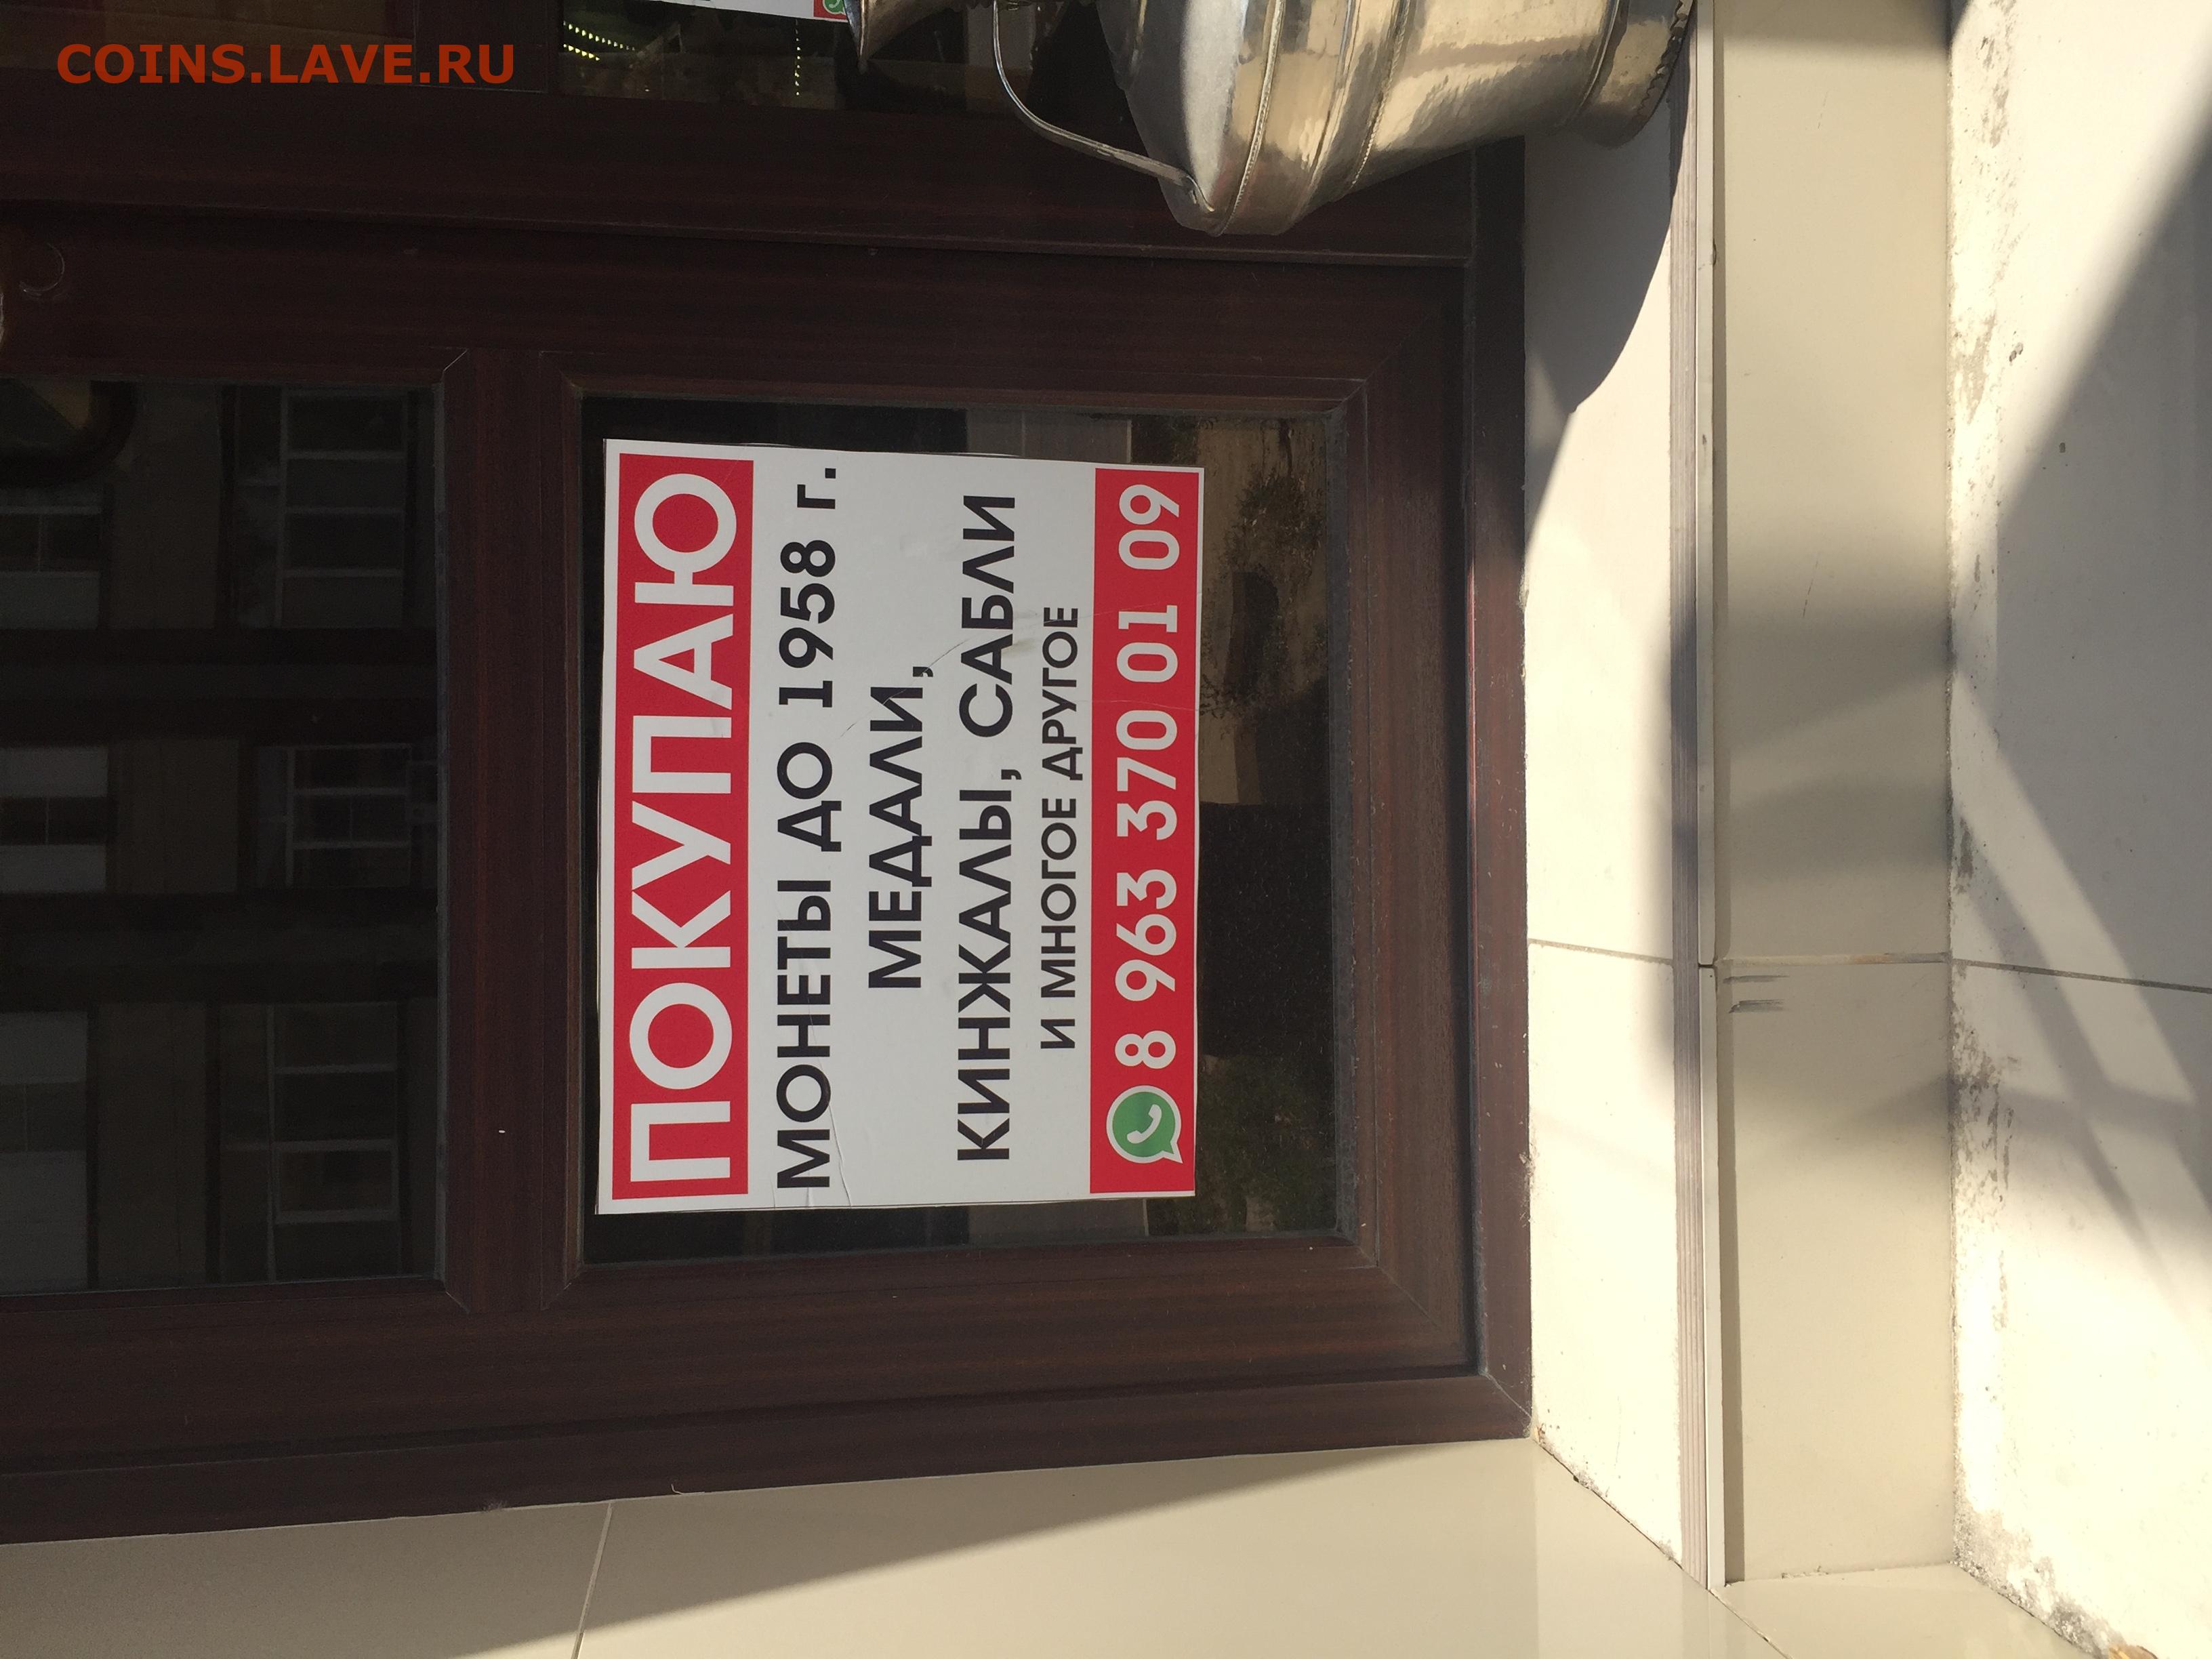 COINS.LAVE.RU
ПОКУПАЮ
МОНЕТЫ ДО 1958 г.
МЕДАЛИ,
КИНЖАЛЫ, САБЛИ
И МНОГОЕ ДРУГОЕ
8 963 370 01 09